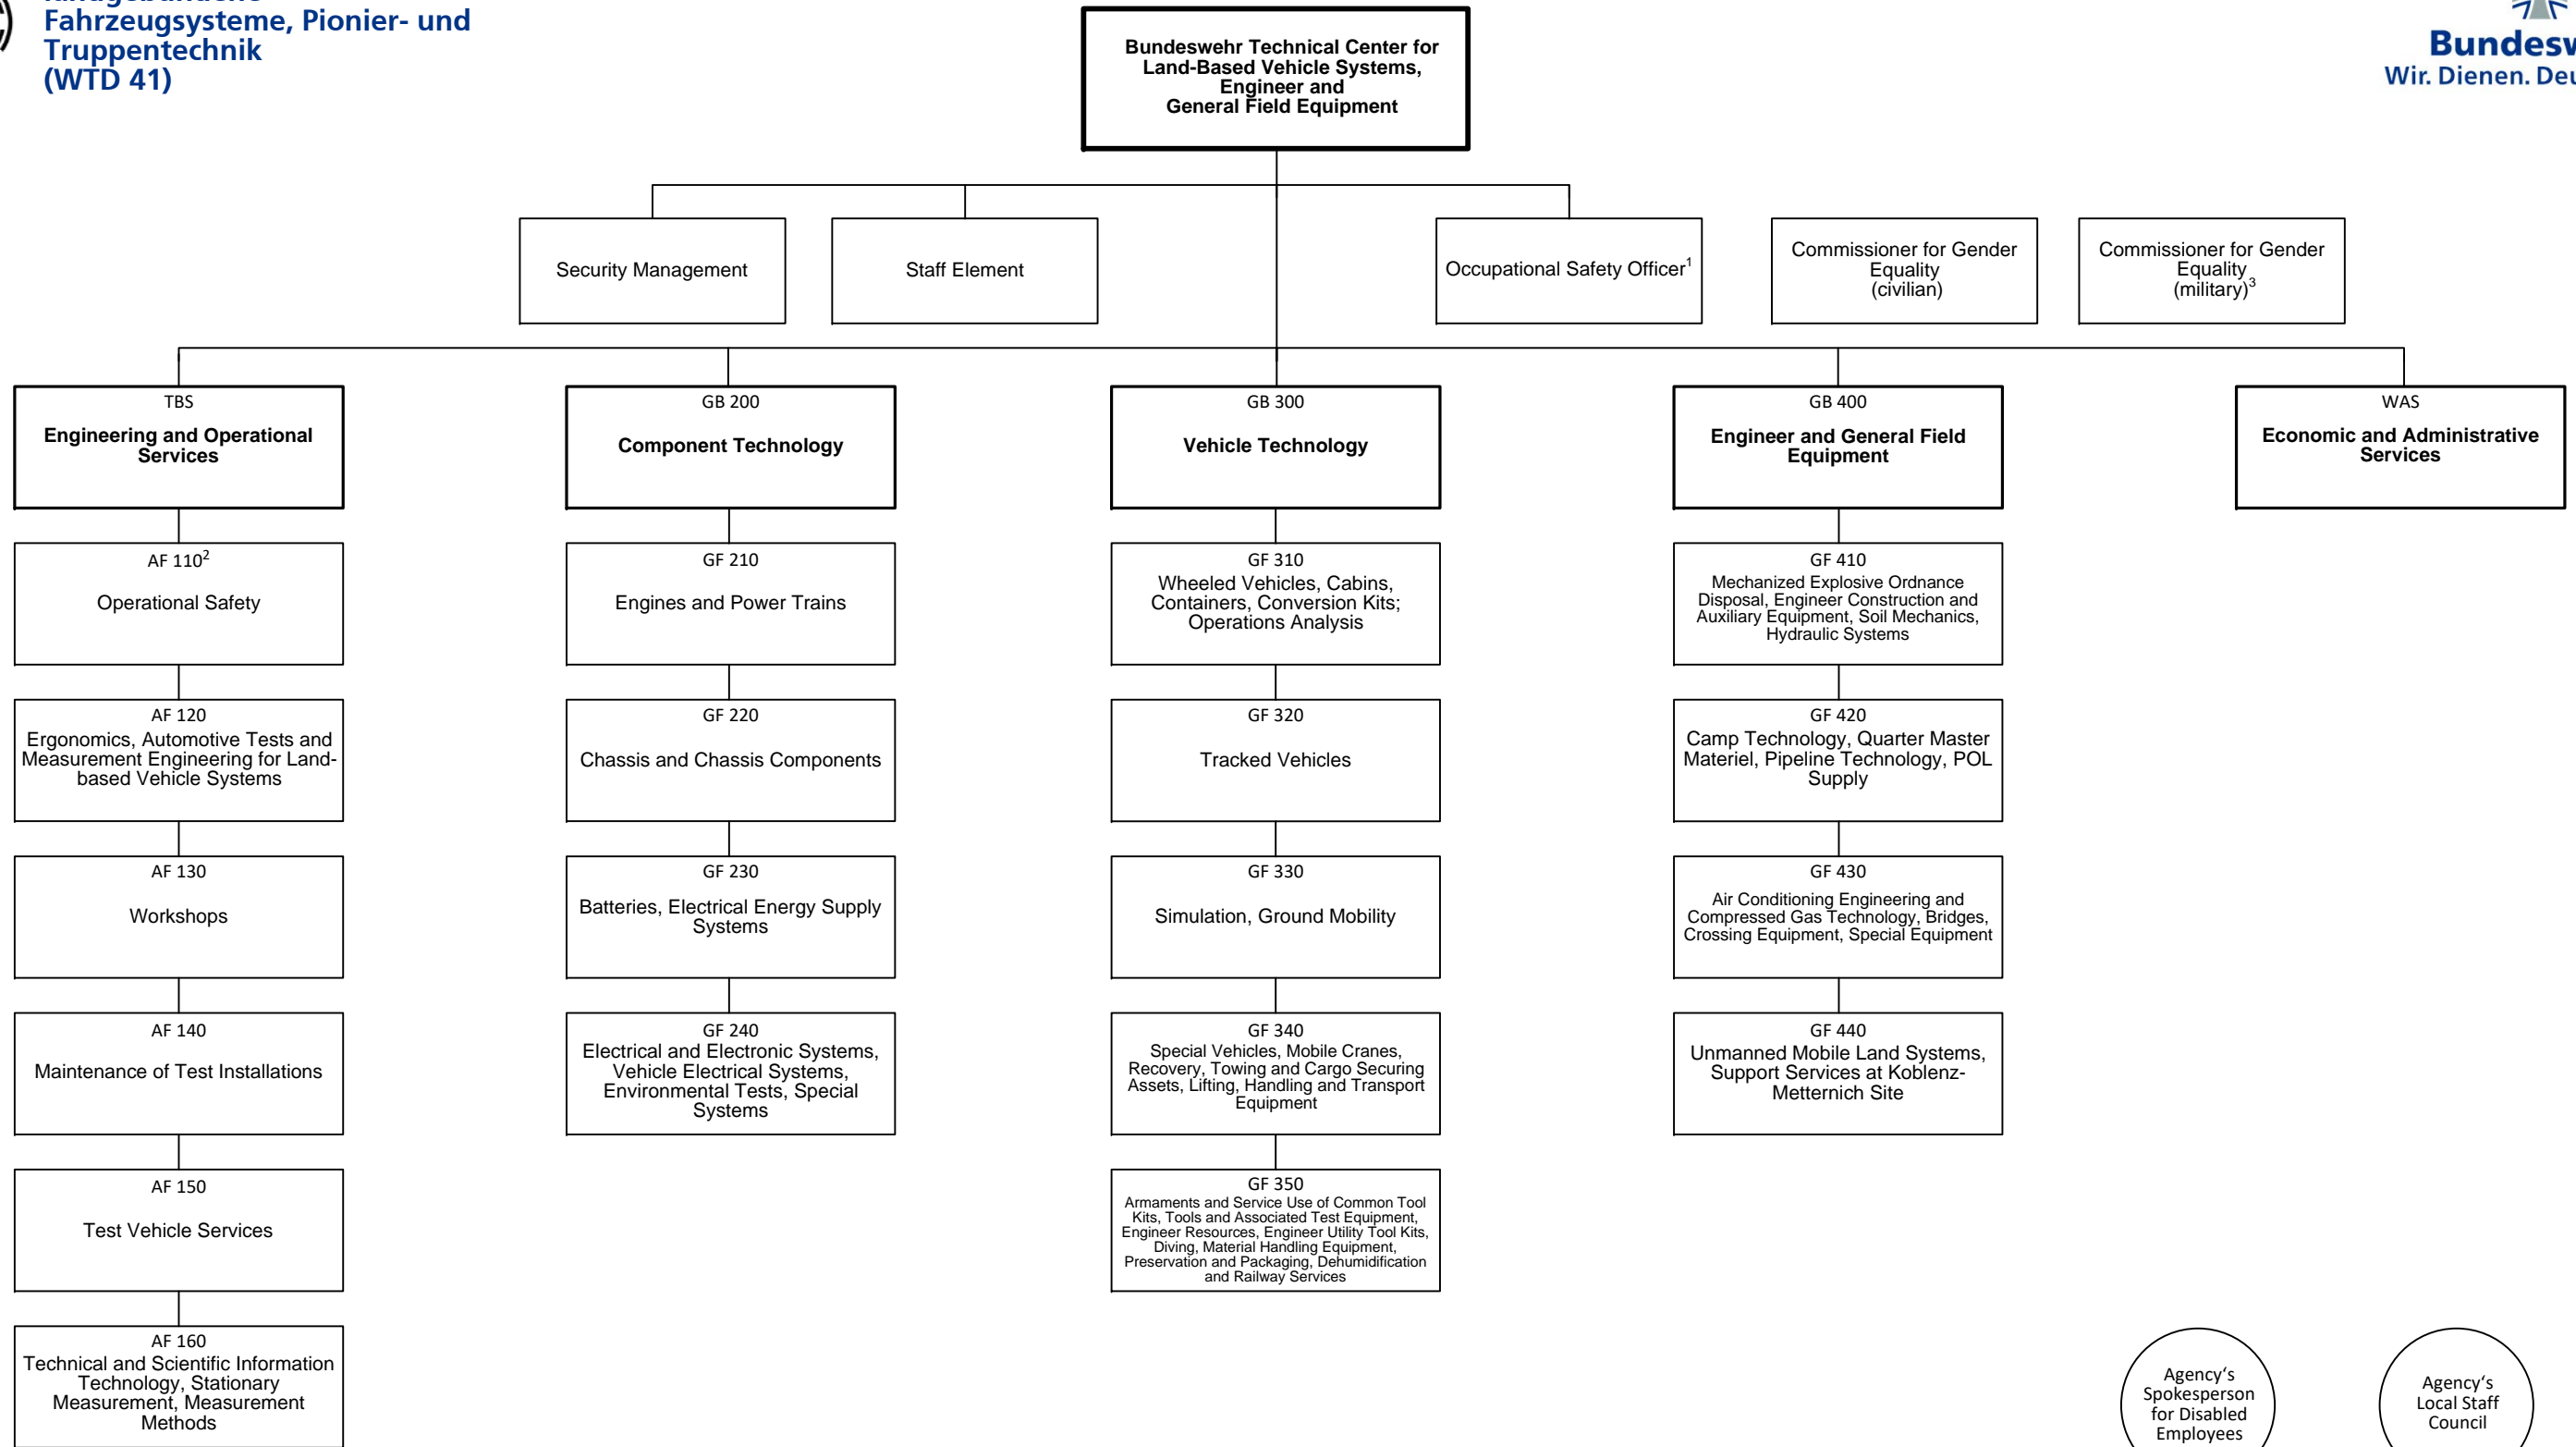 Fahrzeugsysteme, Pionier- und
Truppentechnik
(WTD 41)
Bundeswehr Technical Center for
Land-Based Vehicle Systems,
Engineer and
General Field Equipment
Wir. Dienen.
Security Management
Staff Element
Occupational Safety Officer1
Commissioner for Gender
Equality
(civilian)
Commissioner for Gender
Equality
(military)3
TBS
Engineering and Operational
Services
GB 200
Component Technology
GB 300
Vehicle Technology
GB 400
Engineer and General Field
Equipment
WAS
Economic and Administrative
Services
AF 1102
Operational Safety
GF 210
Engines and Power Trains
GF 310
Wheeled Vehicles, Cabins,
Containers, Conversion Kits;
Operations Analysis
GF 410
Mechanized Explosive Ordnance
Disposal, Engineer Construction and
Auxiliary Equipment, Soil Mechanics,
Hydraulic Systems
AF 120
Ergonomics, Automotive Tests and
Measurement Engineering for Land-
based Vehicle Systems
GF 220
Chassis and Chassis Components
GF 320
Tracked Vehicles
GF 420
Camp Technology, Quarter Master
Materiel, Pipeline Technology, POL
Supply
AF 130
Workshops
GF 230
Batteries, Electrical Energy Supply
Systems
GF 330
Simulation, Ground Mobility
GF 430
Air Conditioning Engineering and
Compressed Gas Technology, Bridges,
Crossing Equipment, Special Equipment
AF 140
Maintenance of Test Installations
GF 240
Electrical and Electronic Systems,
Vehicle Electrical Systems,
Environmental Tests, Special
Systems
GF 340
Special Vehicles, Mobile Cranes,
Recovery, Towing and Cargo Securing
Assets, Lifting, Handling and Transport
Equipment
GF 440
Unmanned Mobile Land Systems,
Support Services at Koblenz-
Metternich Site
AF 150
Test Vehicle Services
GF 350
Armaments and Service Use of Common Tool
Kits, Tools and Associated Test Equipment,
Engineer Resources, Engineer Utility Tool Kits,
Diving, Material Handling Equipment,
Preservation and Packaging, Dehumidification
and Railway Services
AF 160
Technical and Scientific Information
Technology, Stationary
Measurement, Measurement
Methods
Agency‘s
Spokesperson
for Disabled
Employees
Agency‘s
Local Staff
Council